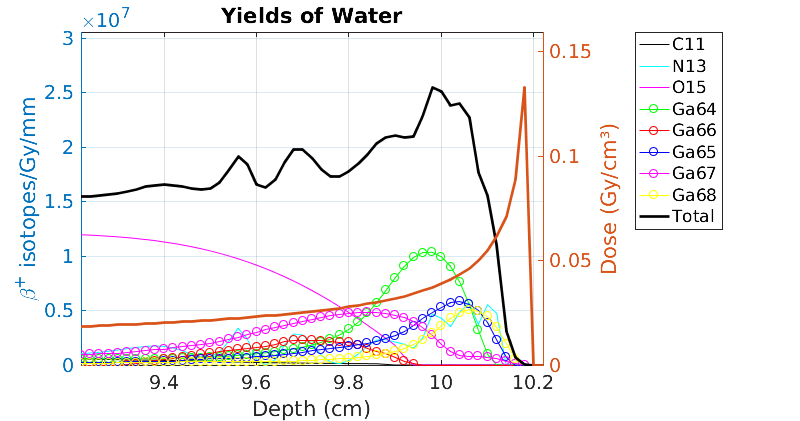 Yields of Water
×10⁷
3
2.5
2
1.5
1
0.5
0
β⁺ isotopes/Gy/mm
9.4
9.6
9.8
10
10.2
Depth (cm)
0.15
0.1
0.05
0
Dose (Gy/cm³)
C11
N13
O15
Ga64
Ga66
Ga65
Ga67
Ga68
Total